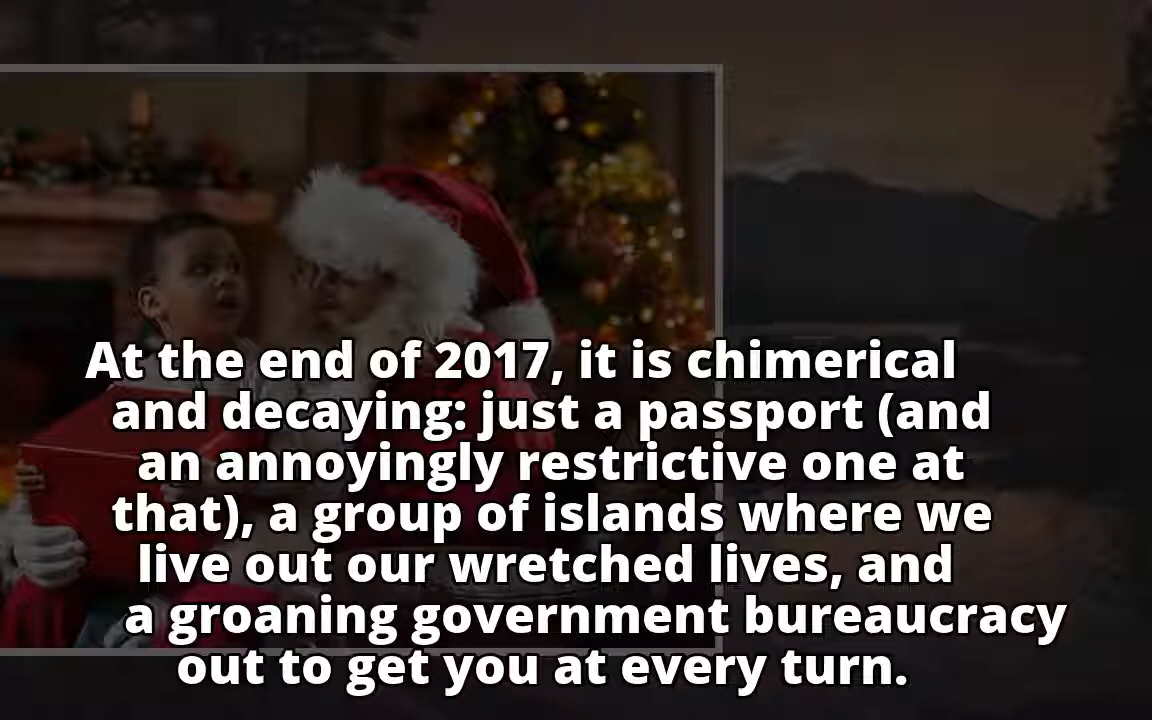 At the end of 2017, it is chimerical
and decaying: just a passport (and
an annoyingly restrictive one at
that), a group of islands where we
live out our wretched lives, and
a groaning government bureaucracy
out to get you at every turn.